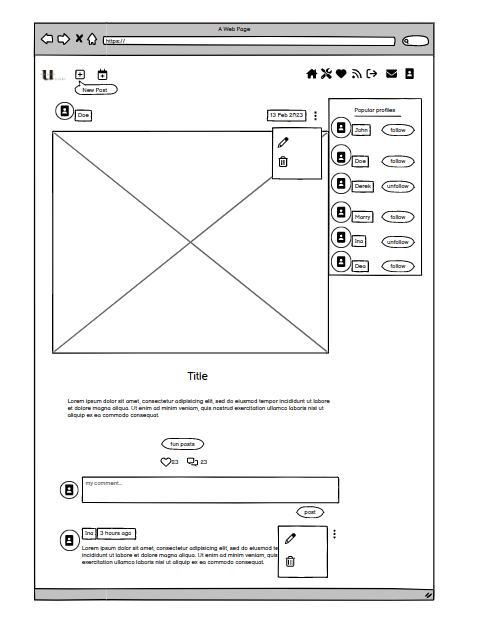 A Web Page
https://
U
New Post
Doe
13 Feb 2023
Popular profiles
John
follow
Doe
follow
Derek
unfollow
Marry
follow
Ina
unfollow
Dea
follow
Title
Lorem ipsum dolor sit amet, consectetur adipiscing elit, sed do eiusmod tempor incididunt ut labore
et dolore magna aliqua. Ut enim ad minim veniam, quis nostrud exercitation ullamco laboris nisi ut
aliquip ex ea commodo consequat.
fun posts
23
23
my comment...
post
Ina
3 hours ago
Lorem ipsum dolor sit amet, consectetur adipiscing elit, sed do eiusmod te
incididunt ut labore et dolore magna aliqua. Ut enim ad minim veniam, quis
exercitation ullamco laboris nisi ut aliquip ex ea commodo consequat.